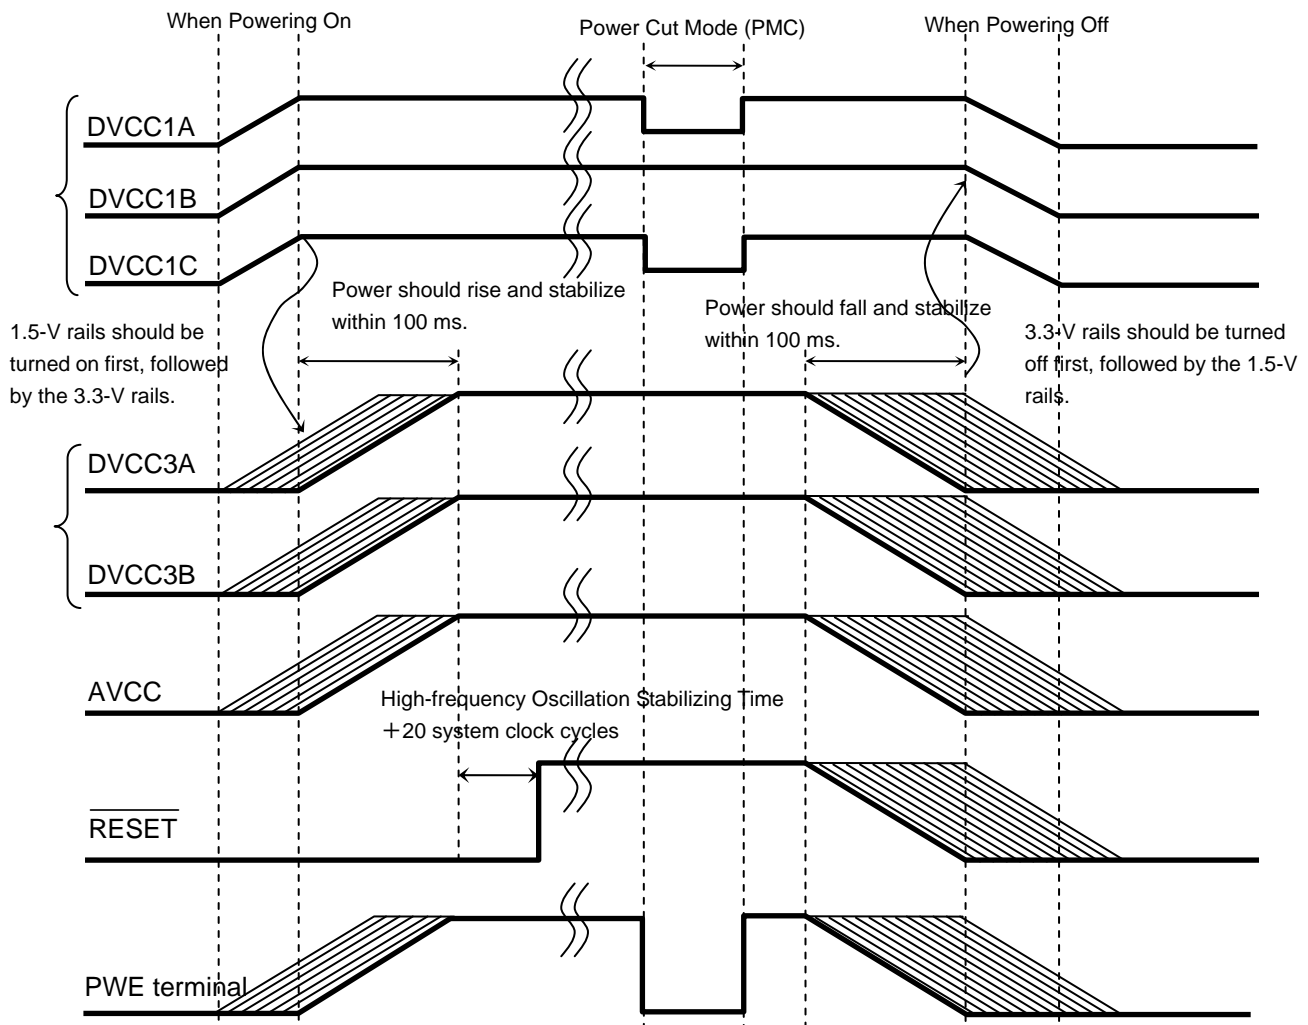 When Powering On
Power Cut Mode (PMC)
When Powering Off
DVCC1A
DVCC1B
DVCC1C
Power should rise and stabilize
within 100 ms.
Power should fall and stabilize
within 100 ms.
1.5-V rails should be
turned on first, followed
by the 3.3-V rails.
3.3-V rails should be turned
off first, followed by the 1.5-V
rails.
DVCC3A
DVCC3B
AVCC
High-frequency Oscillation Stabilizing Time
+20 system clock cycles
RESET
PWE terminal